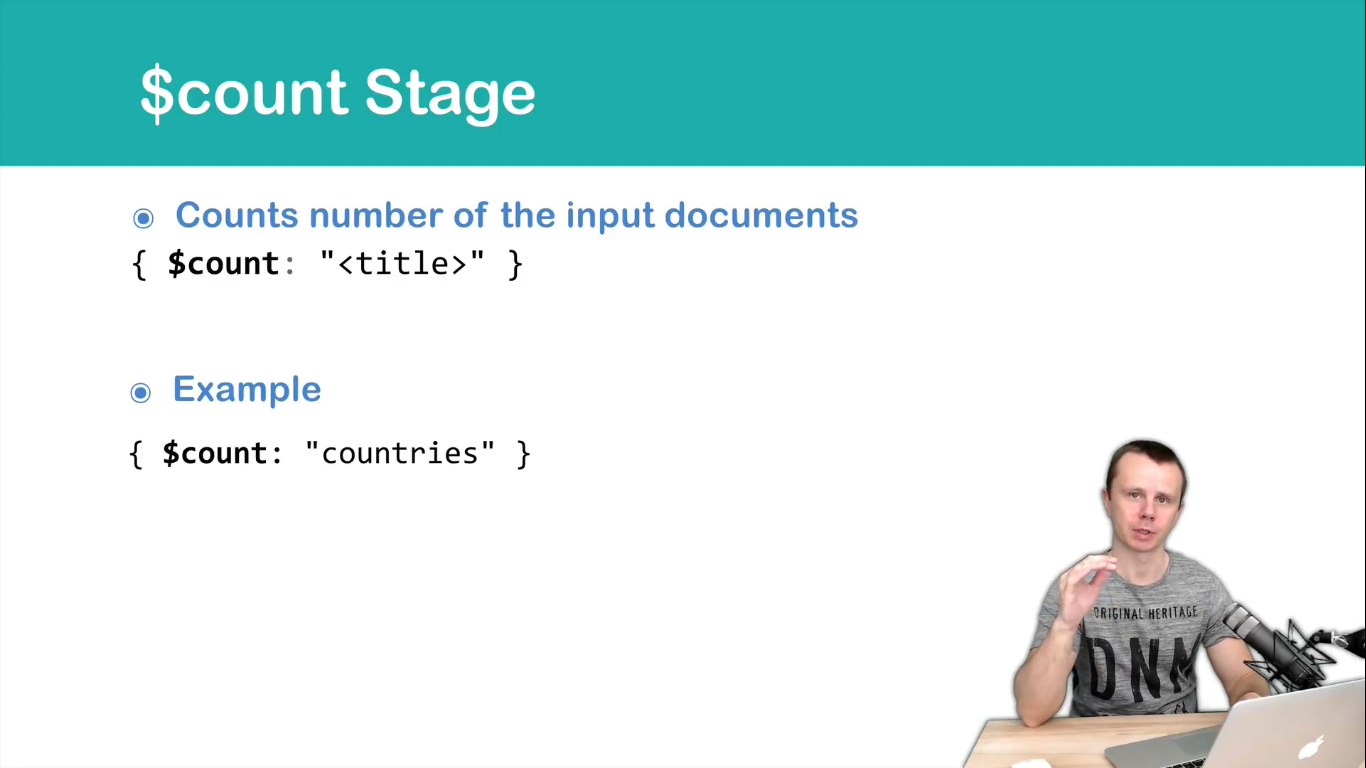 $count Stage
Counts number of the input documents
{ $count: "<title>" }
Example
{ $count: "countries" }
ORIGINAL HERITAGE
DNM